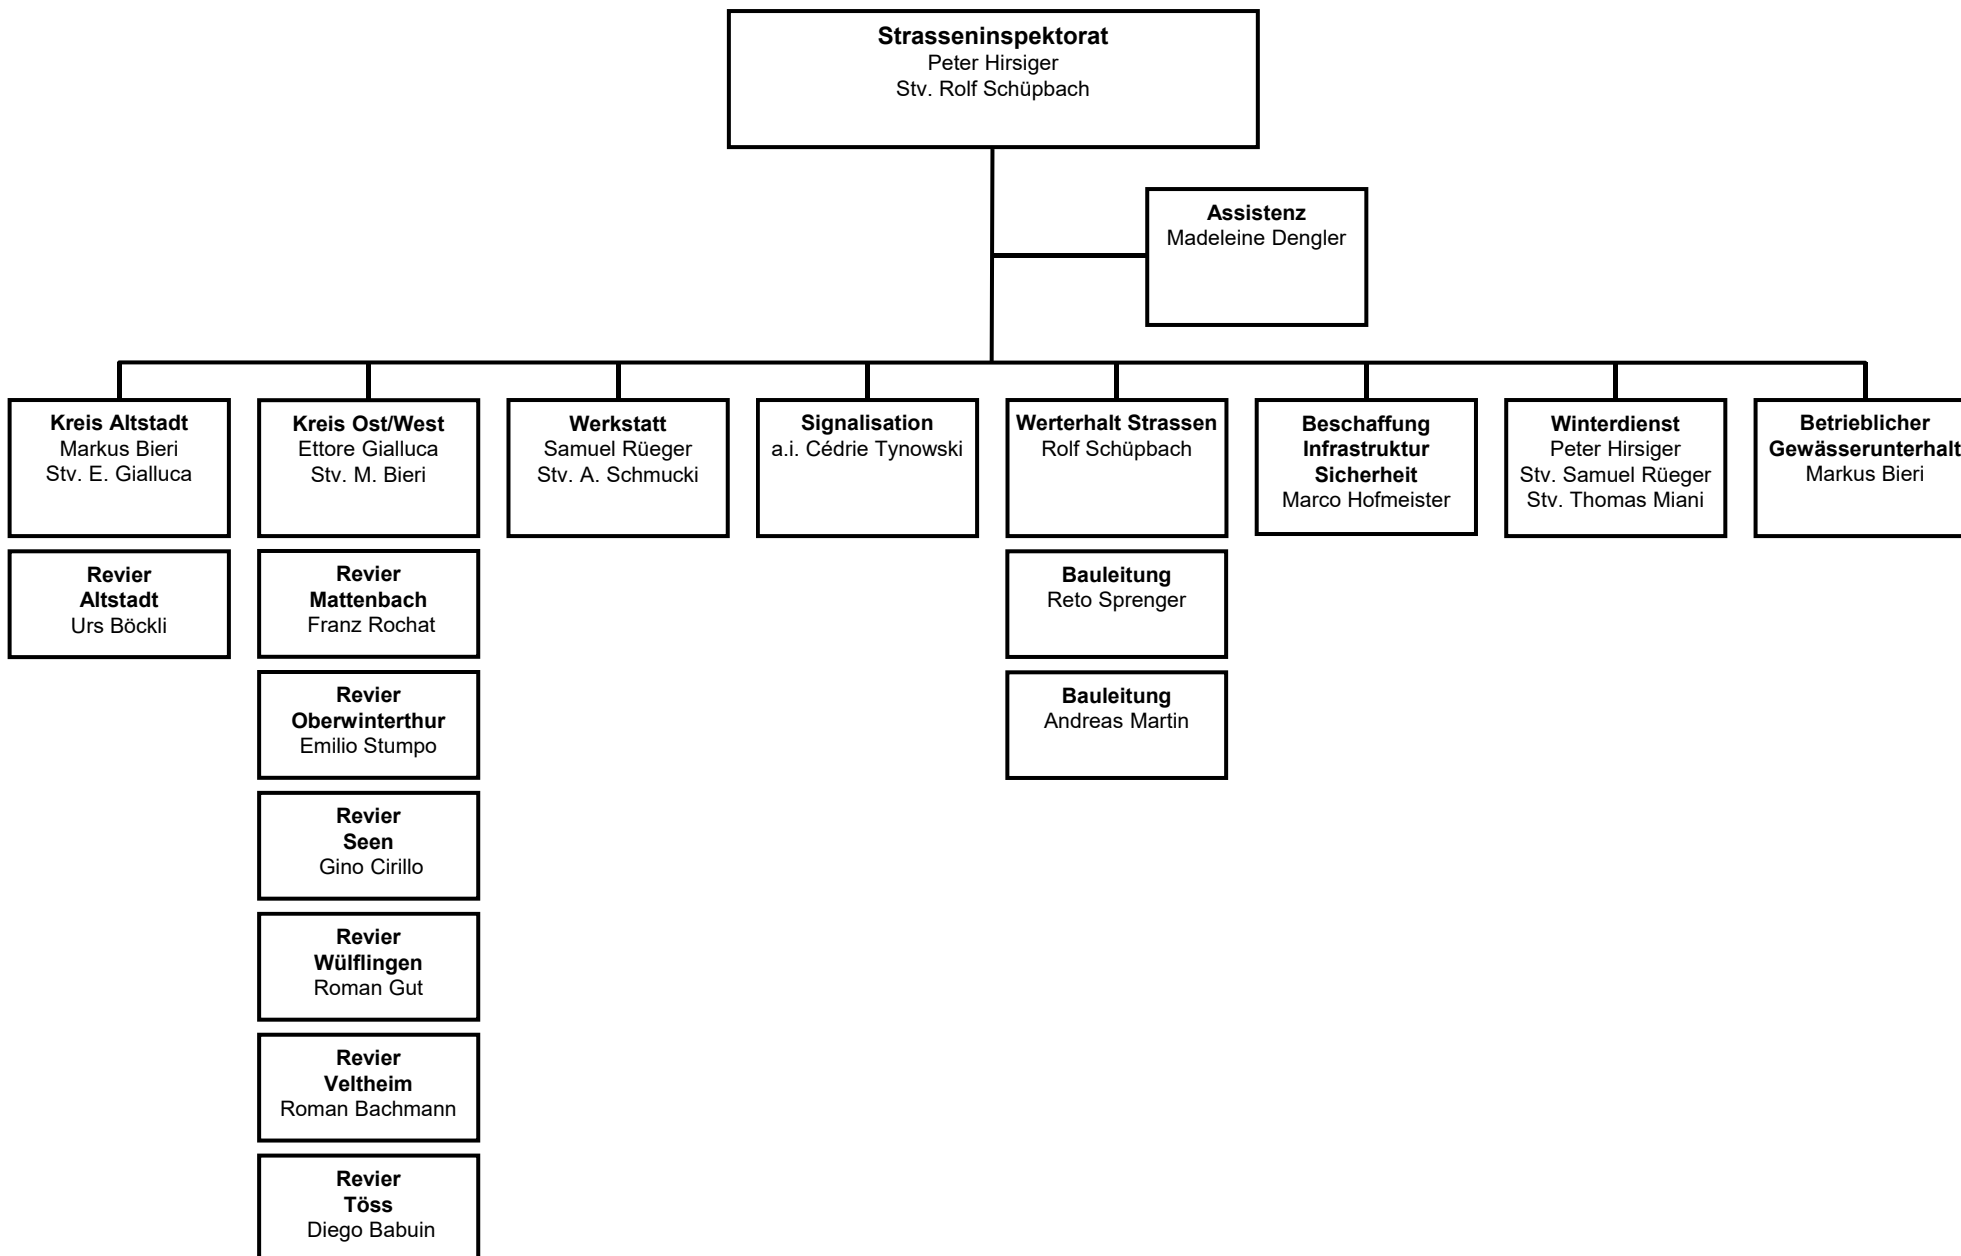 Strasseninspektorat
Peter Hirsiger
Stv. Rolf Schüpbach
Assistenz
Madeleine Dengler
Kreis Altstadt
Markus Bieri
Stv. E. Gialluca
Kreis Ost/West
Ettore Gialluca
Stv. M. Bieri
Werkstatt
Samuel Rüeger
Stv. A. Schmucki
Signalisation
a.i. Cédrie Tynowski
Werterhalt Strassen
Rolf Schüpbach
Beschaffung
Infrastruktur
Sicherheit
Marco Hofmeister
Winterdienst
Peter Hirsiger
Stv. Samuel Rüeger
Stv. Thomas Miani
Betrieblicher
Gewässerunterhalt
Markus Bieri
Revier
Altstadt
Urs Böckli
Revier
Mattenbach
Franz Rochat
Revier
Oberwinterthur
Emilio Stumpo
Revier
Seen
Gino Cirillo
Revier
Wülflingen
Roman Gut
Revier
Veltheim
Roman Bachmann
Revier
Töss
Diego Babuin
Bauleitung
Reto Sprenger
Bauleitung
Andreas Martin